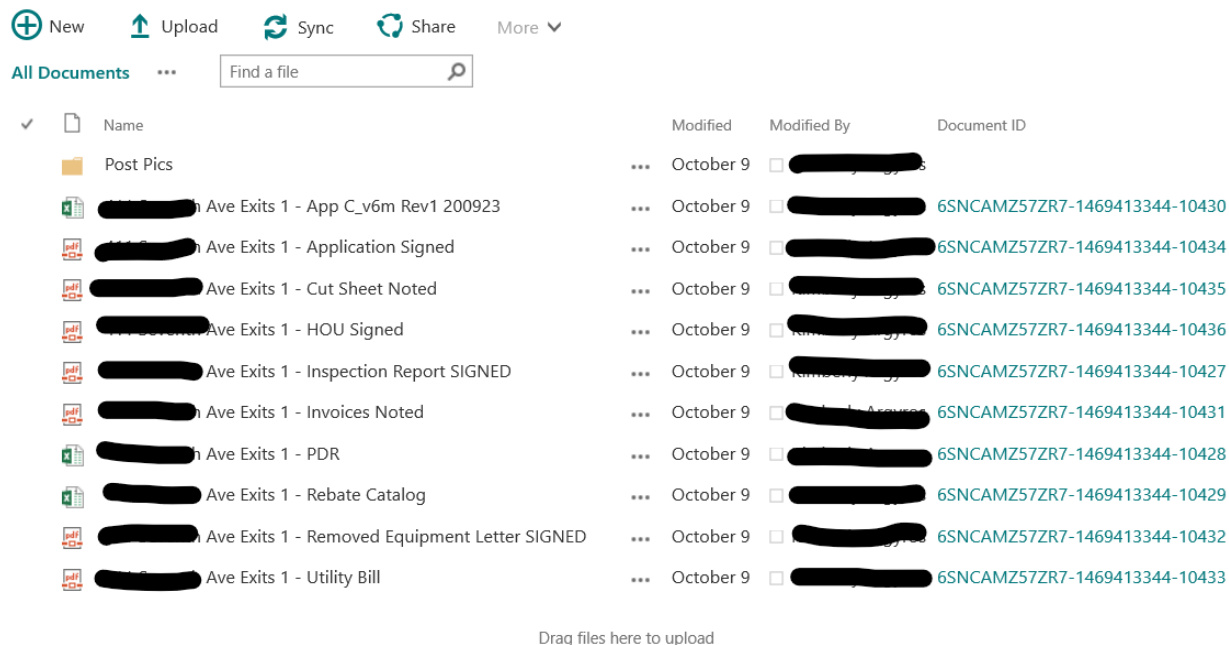 New Upload Sync Share More
All Documents ... Find a file
Name Modified Modified By Document ID
Post Pics ... October 9
Ave Exits 1 - App C_v6m Rev1 200923 ... October 9 6SNCAMZ57ZR7-1469413344-10430
Ave Exits 1 - Application Signed ... October 9 6SNCAMZ57ZR7-1469413344-10434
Ave Exits 1 - Cut Sheet Noted ... October 9 6SNCAMZ57ZR7-1469413344-10435
Ave Exits 1 - HOU Signed ... October 9 6SNCAMZ57ZR7-1469413344-10436
Ave Exits 1 - Inspection Report SIGNED ... October 9 6SNCAMZ57ZR7-1469413344-10427
Ave Exits 1 - Invoices Noted ... October 9 6SNCAMZ57ZR7-1469413344-10431
Ave Exits 1 - PDR ... October 9 6SNCAMZ57ZR7-1469413344-10428
Ave Exits 1 - Rebate Catalog ... October 9 6SNCAMZ57ZR7-1469413344-10429
Ave Exits 1 - Removed Equipment Letter SIGNED ... October 9 6SNCAMZ57ZR7-1469413344-10432
Ave Exits 1 - Utility Bill ... October 9 6SNCAMZ57ZR7-1469413344-10433
Drag files here to upload